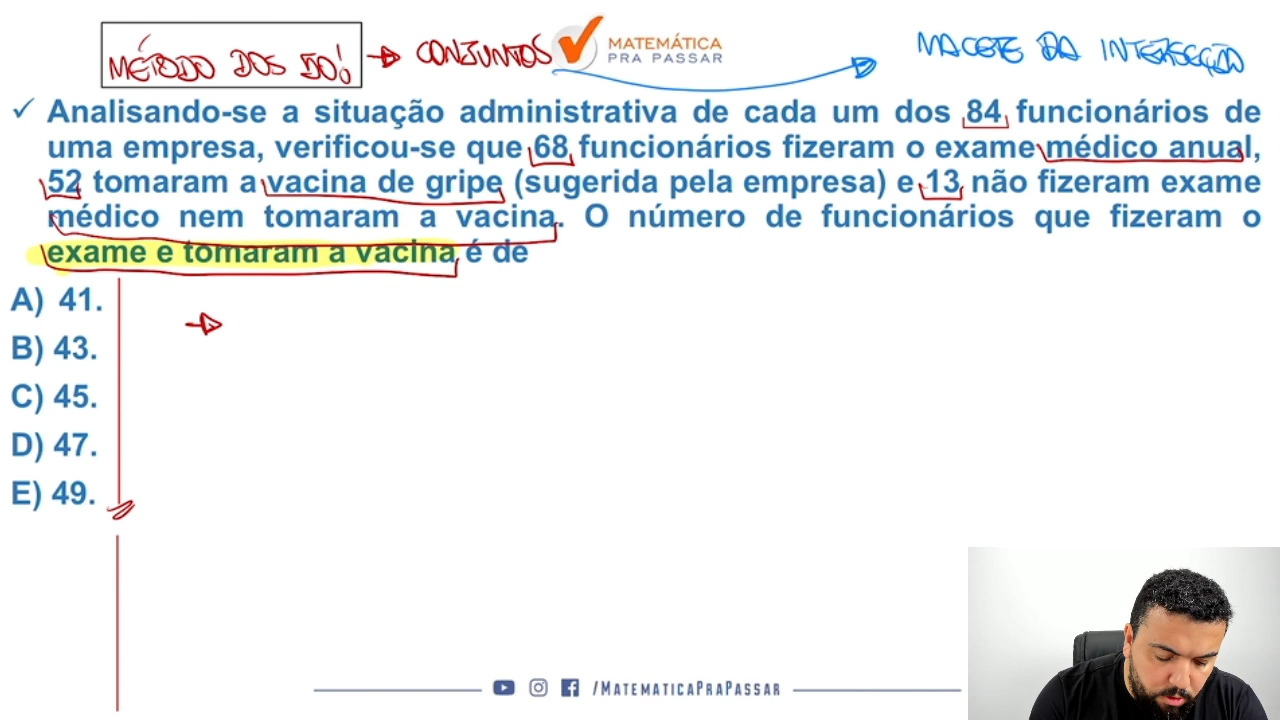 MÉTODO DOS DO! → CONJUNTOS
MATEMÁTICA
PRA PASSAR
MACETE DA INTERSECÇÃO
✓ Analisando-se a situação administrativa de cada um dos 84 funcionários de
uma empresa, verificou-se que 68 funcionários fizeram o exame médico anual,
52 tomaram a vacina de gripe (sugerida pela empresa) e 13 não fizeram exame
médico nem tomaram a vacina. O número de funcionários que fizeram o
exame e tomaram a vacina é de
A) 41.
B) 43.
C) 45.
D) 47.
E) 49.
/MATEMATICAPRAPASSAR